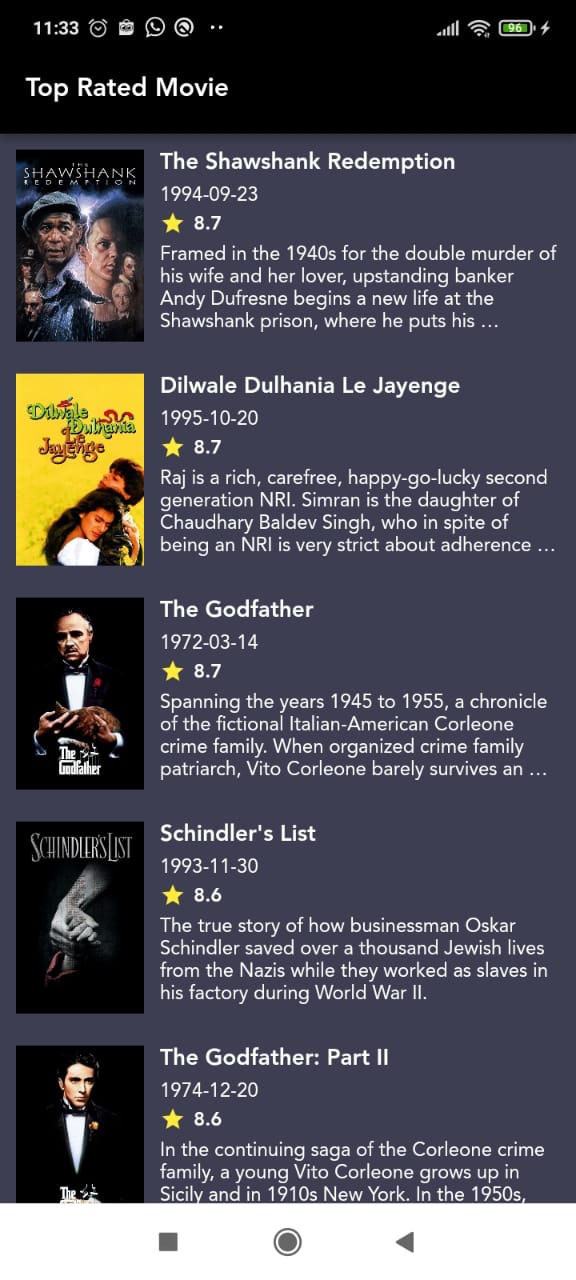 11:33
96
Top Rated Movie
THE
SHAWSHANK
REDEMPTION
The Shawshank Redemption
1994-09-23
8.7
Framed in the 1940s for the double murder of
his wife and her lover, upstanding banker
Andy Dufresne begins a new life at the
Shawshank prison, where he puts his ...
Dilwale
Dulhania
Le
Jayenge
Dilwale Dulhania Le Jayenge
1995-10-20
8.7
Raj is a rich, carefree, happy-go-lucky second
generation NRI. Simran is the daughter of
Chaudhary Baldev Singh, who in spite of
being an NRI is very strict about adherence ...
The
Godfather
The Godfather
1972-03-14
8.7
Spanning the years 1945 to 1955, a chronicle
of the fictional Italian-American Corleone
crime family. When organized crime family
patriarch, Vito Corleone barely survives an ...
SCHINDLER'S LIST
Schindler's List
1993-11-30
8.6
The true story of how businessman Oskar
Schindler saved over a thousand Jewish lives
from the Nazis while they worked as slaves in
his factory during World War II.
The
The Godfather: Part II
1974-12-20
8.6
In the continuing saga of the Corleone crime
family, a young Vito Corleone grows up in
Sicily and in 1910s New York. In the 1950s,